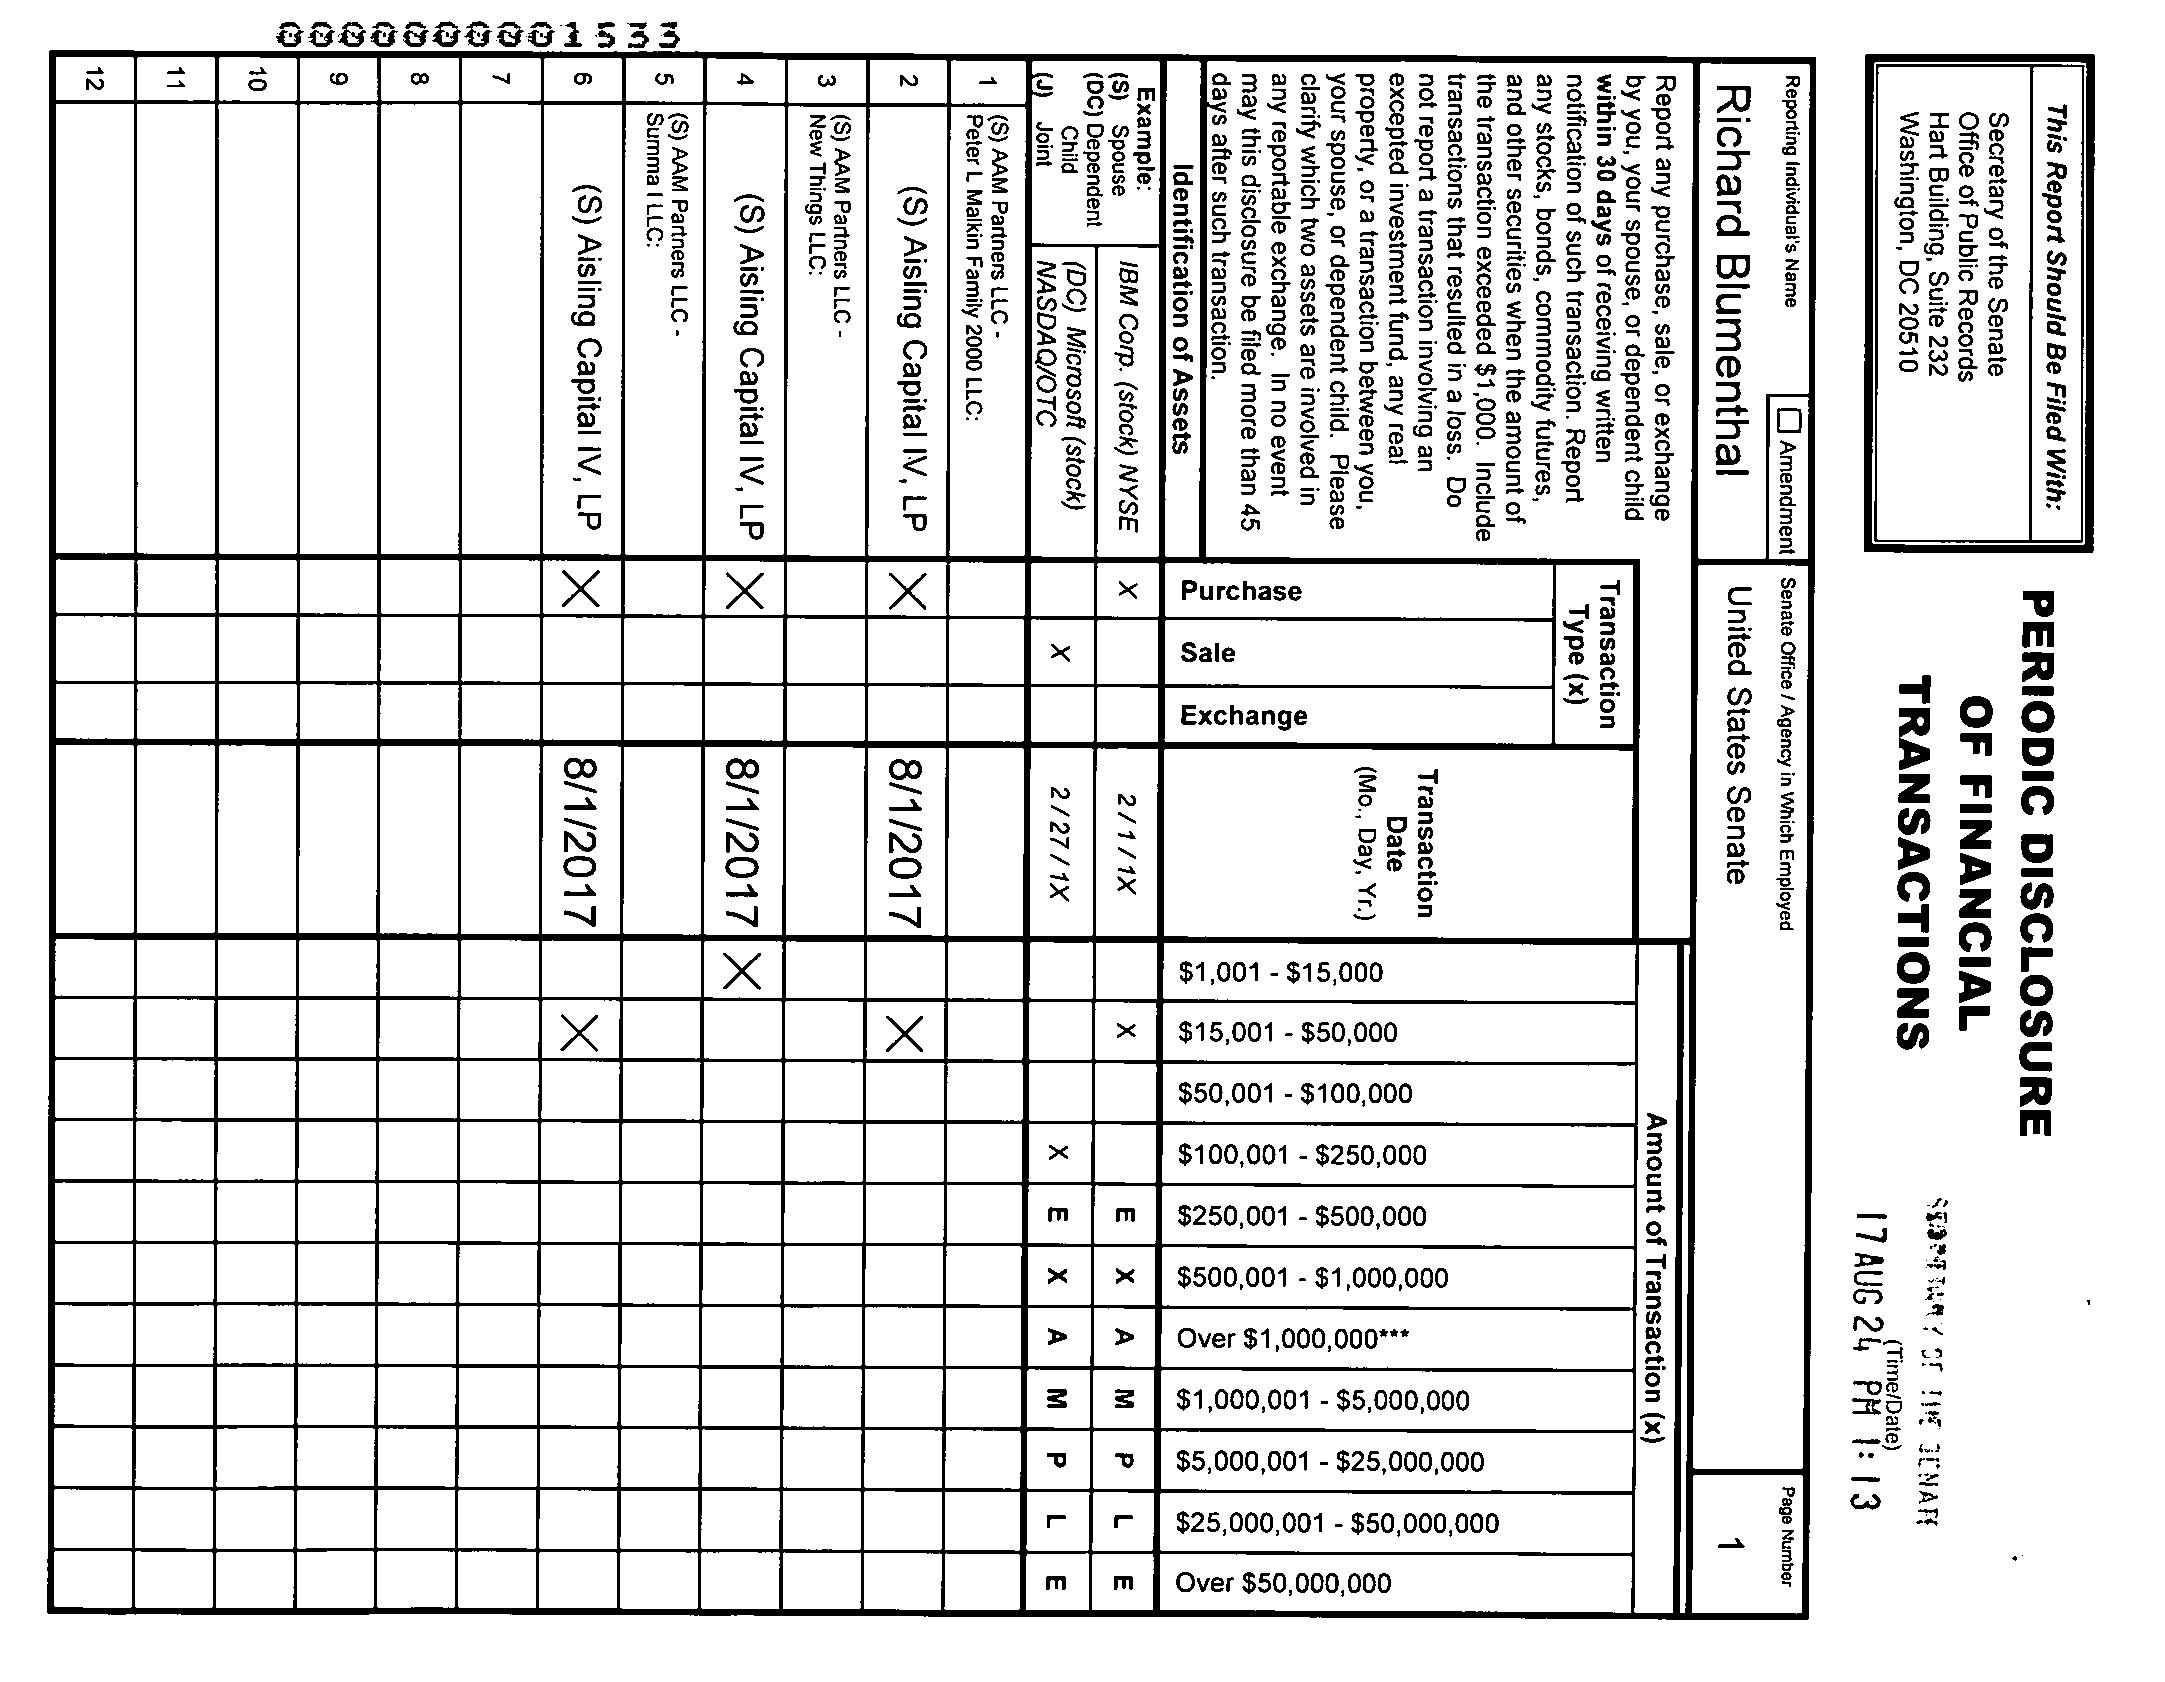 This Report Should Be Filed With:
Secretary of the Senate
Office of Public Records
Hart Building, Suite 232
Washington, DC 20510
PERIODIC DISCLOSURE
OF FINANCIAL
TRANSACTIONS
OF THE
(Time/Date)
17 AUG 24 PM 1:13
Reporting Individual's Name
Richard Blumenthal
Amendment
Senate Office / Agency in Which Employed
United States Senate
Page Number
1
Report any purchase, sale, or exchange
by you, your spouse, or dependent child
within 30 days of receiving written
notification of such transaction. Report
any stocks, bonds, commodity futures,
and other securities when the amount of
the transaction exceeded $1,000. Include
transactions that resulted in a loss. Do
not report a transaction involving an
excepted investment fund, any real
property, or a transaction between you,
your spouse, or dependent child. Please
clarify which two assets are involved in
any reportable exchange. In no event
may this disclosure be filed more than 45
days after such transaction.
Identification of Assets
Transaction
Type (x)
Purchase
Sale
Exchange
Transaction
Date
(Mo., Day, Yr.)
Amount of Transaction (x)
$1,001 - $15,000
$15,001 - $50,000
$50,001 - $100,000
$100,001 - $250,000
$250,001 - $500,000
$500,001 - $1,000,000
Over $1,000,000***
$1,000,001 - $5,000,000
$5,000,001 - $25,000,000
$25,000,001 - $50,000,000
Over $50,000,000
Example:
(S) Spouse
(DC) Dependent
Child
(J) Joint
IBM Corp. (stock) NYSE X 2 / 1 / 1X X E X A M P L E
(DC) Microsoft (stock)
NASDAQ/OTC X 2 / 27 / 1X X E X A M P L E
1 (S) AAM Partners LLC -
Peter L Malkin Family 2000 LLC:
2 (S) Aisling Capital IV, LP X 8/1/2017 X
3 (S) AAM Partners LLC -
New Things LLC:
4 (S) Aisling Capital IV, LP X 8/1/2017 X
5 (S) AAM Partners LLC -
Summa I LLC:
6 (S) Aisling Capital IV, LP X 8/1/2017 X
7
8
9
10
11
12
0000000001555